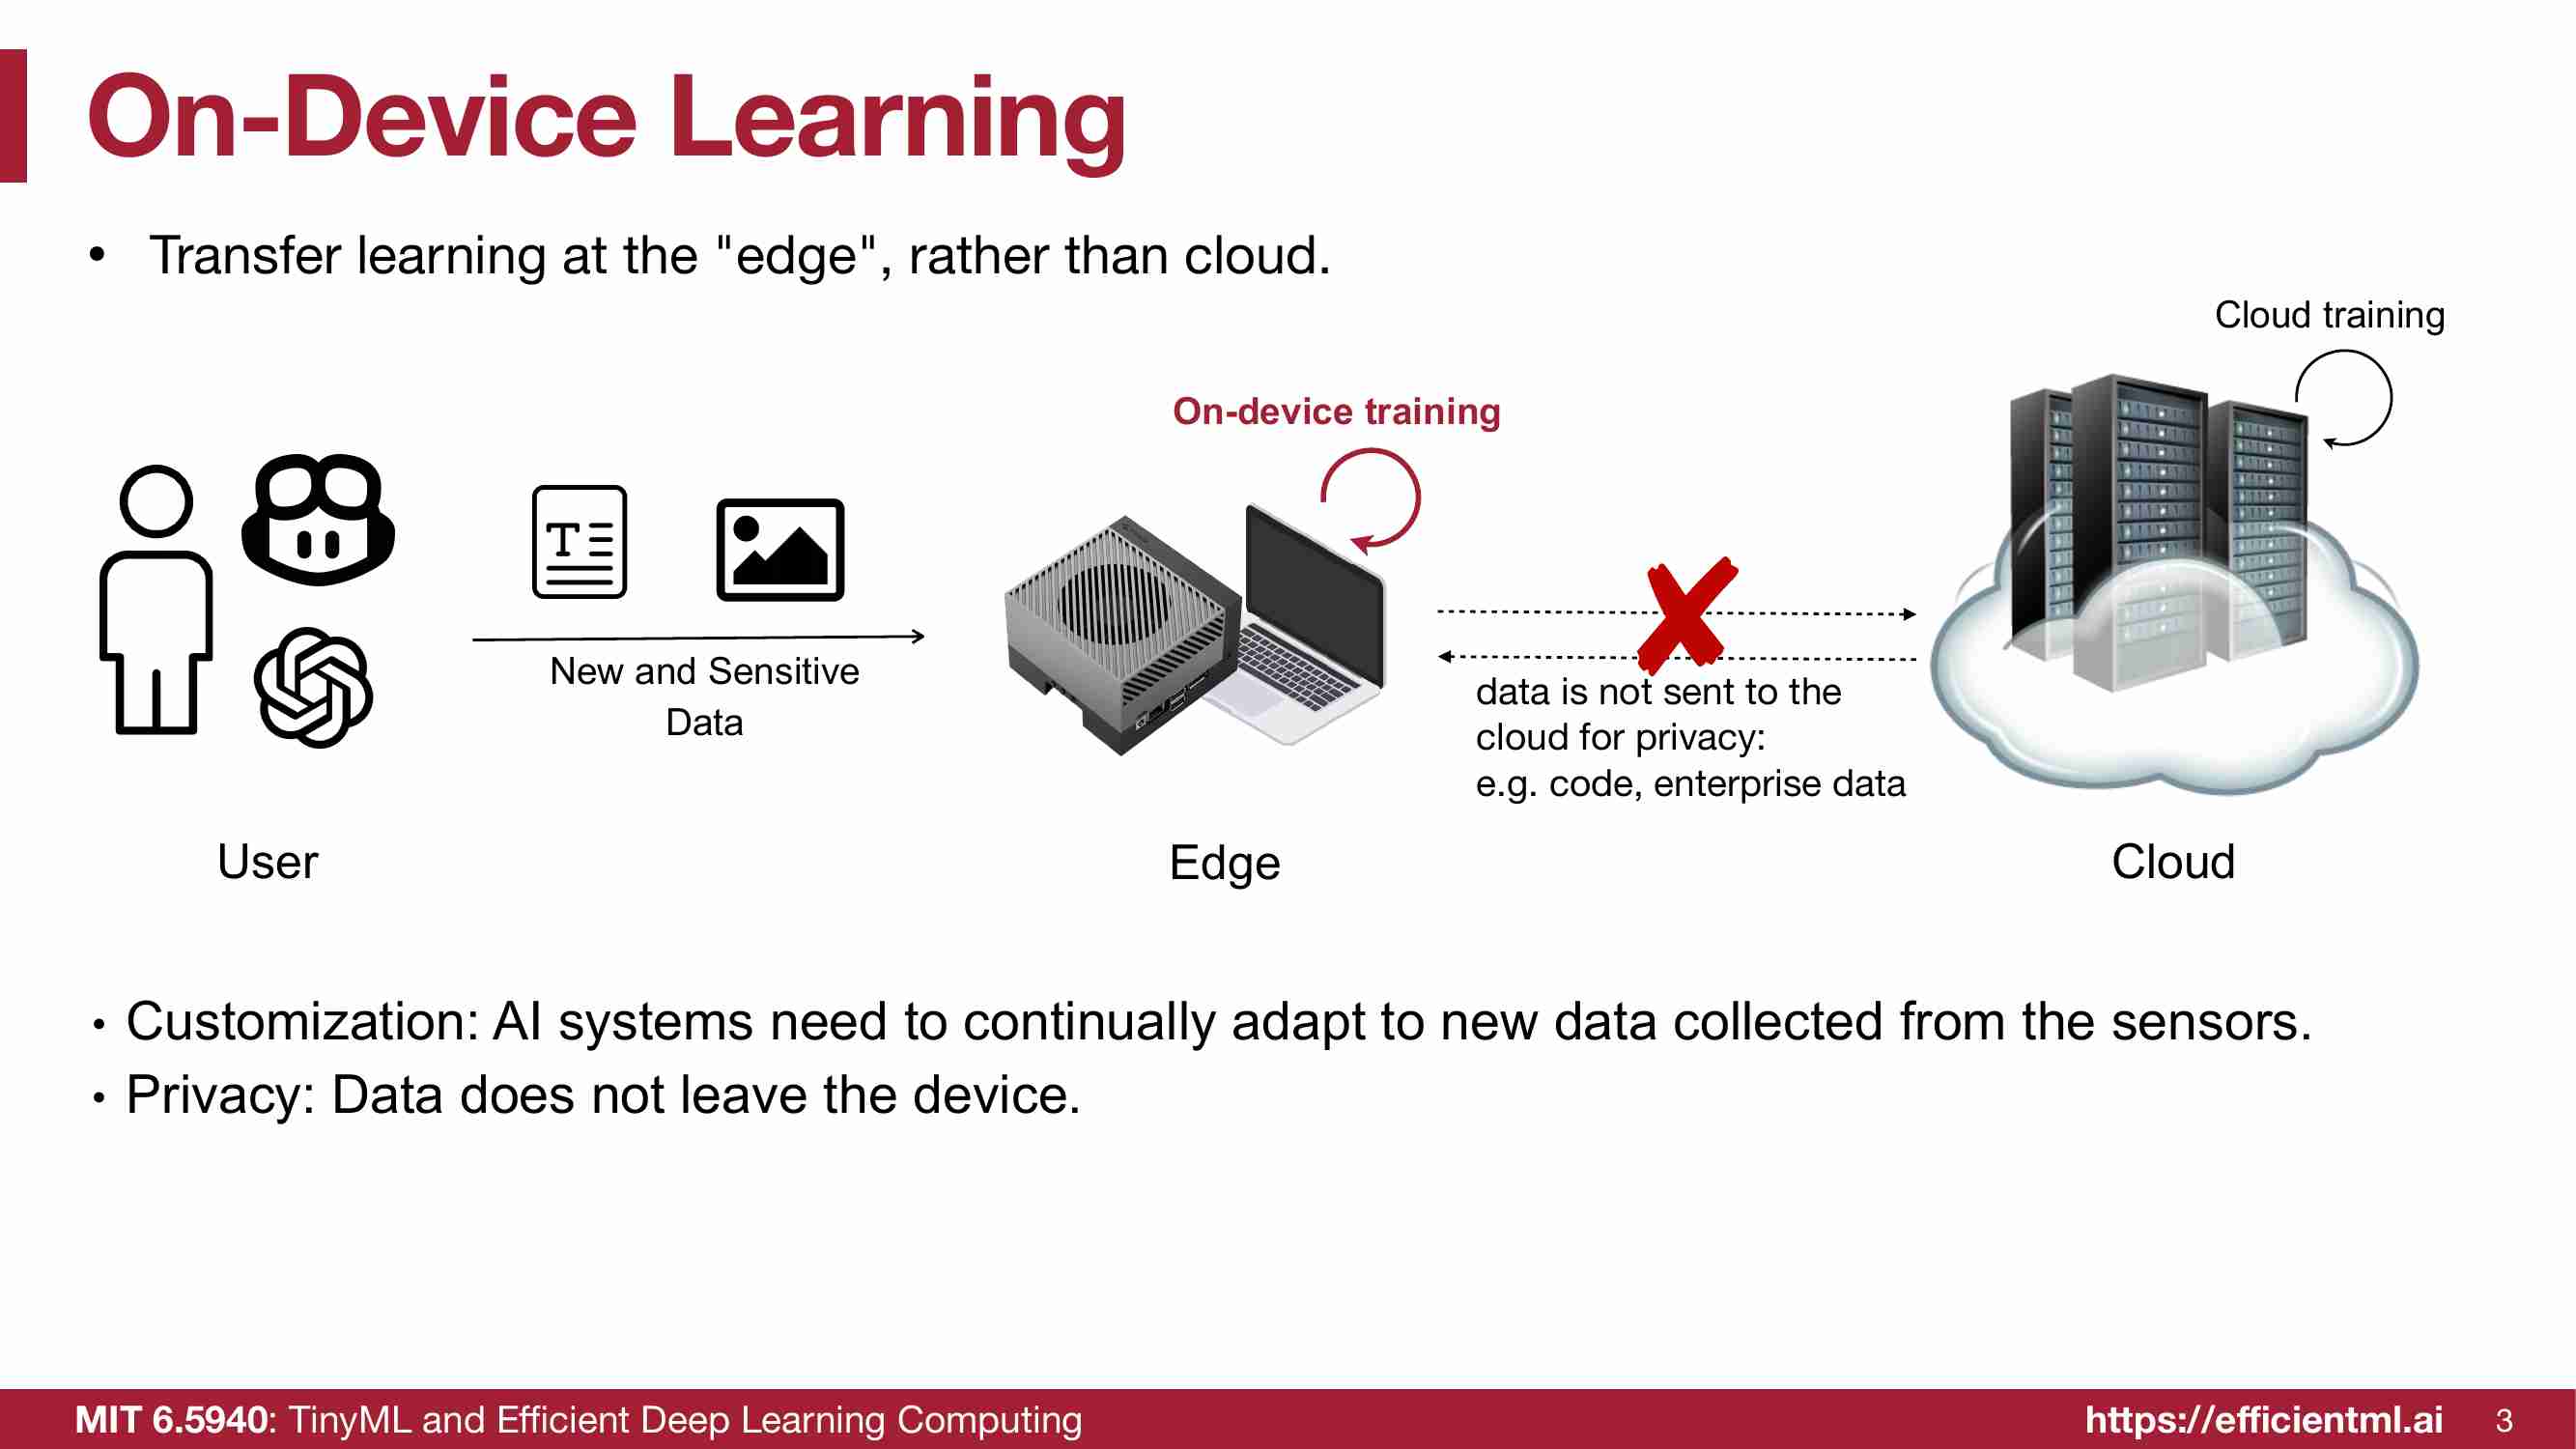 On-Device Learning
• Transfer learning at the "edge", rather than cloud.
Cloud training
On-device training
T
New and Sensitive
Data
data is not sent to the
cloud for privacy:
e.g. code, enterprise data
User
Edge
Cloud
• Customization: AI systems need to continually adapt to new data collected from the sensors.
• Privacy: Data does not leave the device.
MIT 6.5940: TinyML and Efficient Deep Learning Computing
https://efficientml.ai
3